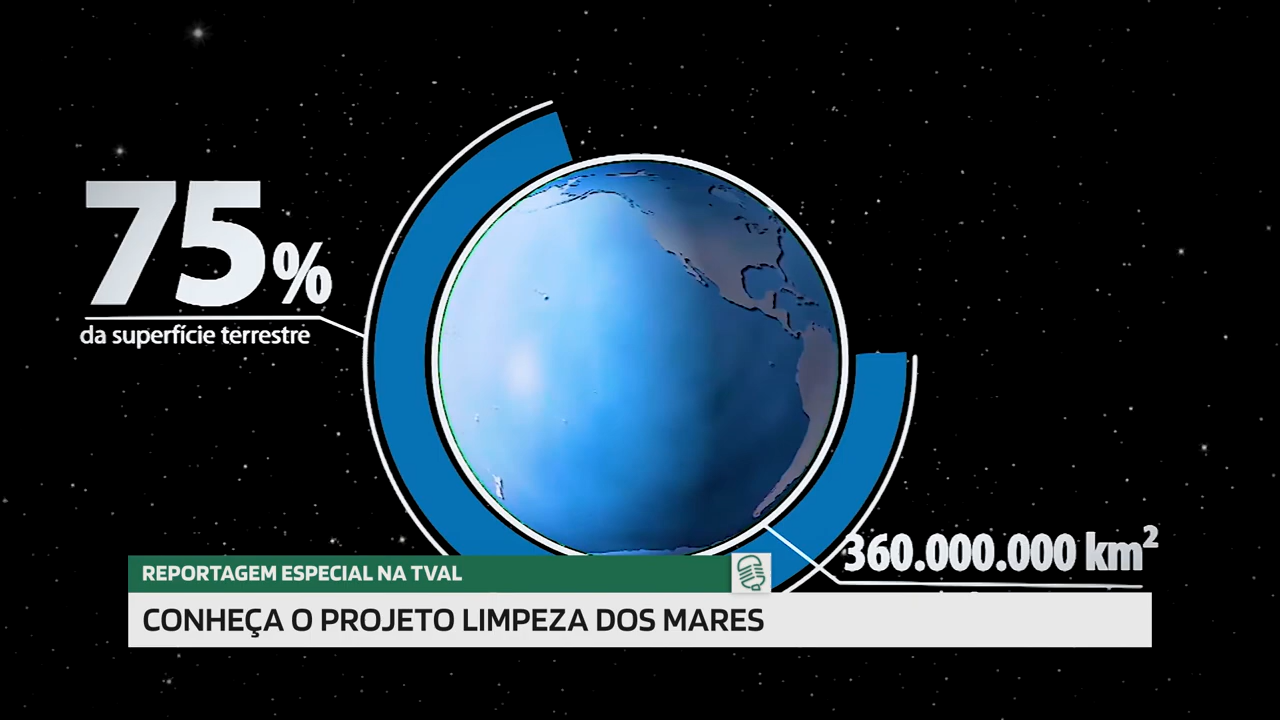 75%
da superfície terrestre
360.000.000 km²
REPORTAGEM ESPECIAL NA TVAL
CONHEÇA O PROJETO LIMPEZA DOS MARES